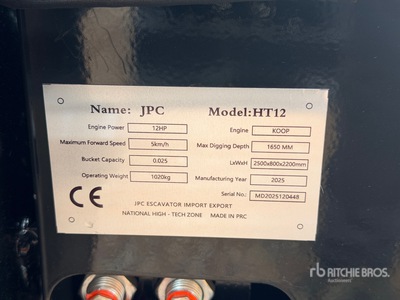 Name: JPC Model:HT12
Engine Power 12HP Engine KOOP
Maximum Forward Speed 5km/h Max Digging Depth 1650 MM
Bucket Capacity 0.025 LxWxH 2500x800x2200mm
Operating Weight 1020kg Manufacturing Year 2025
Serial No.: MD2025120448
CE
JPC ESCAVATOR IMPORT EXPORT
NATIONAL HIGH - TECH ZONE MADE IN PRC
rb RITCHIE BROS.
Auctioneers